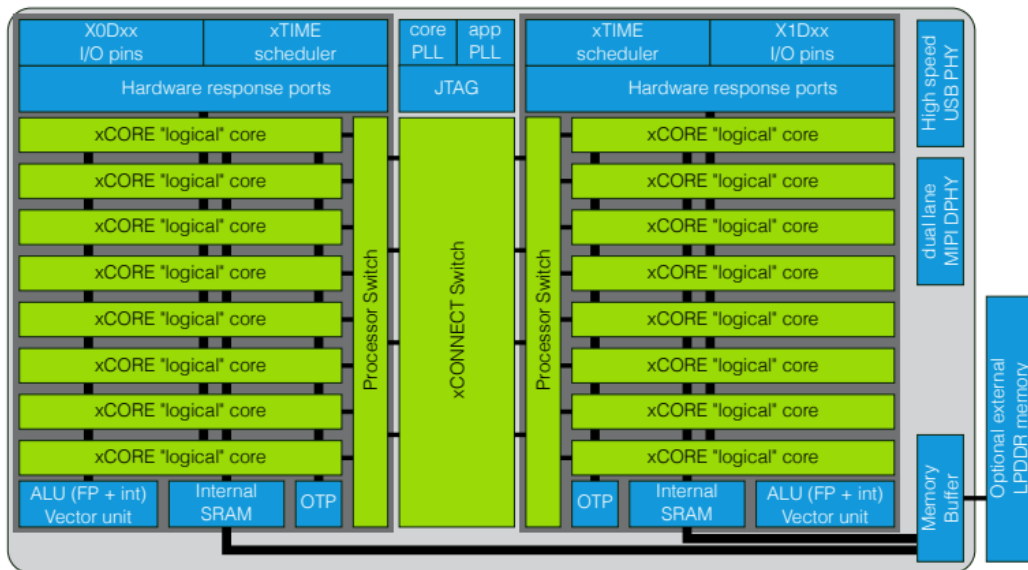 X0Dxx
I/O pins
xTIME
scheduler
core
PLL
app
PLL
xTIME
scheduler
X1Dxx
I/O pins
Hardware response ports
JTAG
Hardware response ports
High speed
USB PHY
xCORE "logical" core
xCORE "logical" core
xCORE "logical" core
xCORE "logical" core
xCORE "logical" core
xCORE "logical" core
xCORE "logical" core
xCORE "logical" core
Processor Switch
xCONNECT Switch
Processor Switch
xCORE "logical" core
xCORE "logical" core
xCORE "logical" core
xCORE "logical" core
xCORE "logical" core
xCORE "logical" core
xCORE "logical" core
xCORE "logical" core
dual lane
MIPI DPHY
ALU (FP + int)
Vector unit
Internal
SRAM
OTP
OTP
Internal
SRAM
ALU (FP + int)
Vector unit
Memory
Buffer
Optional external
LPDDR memory